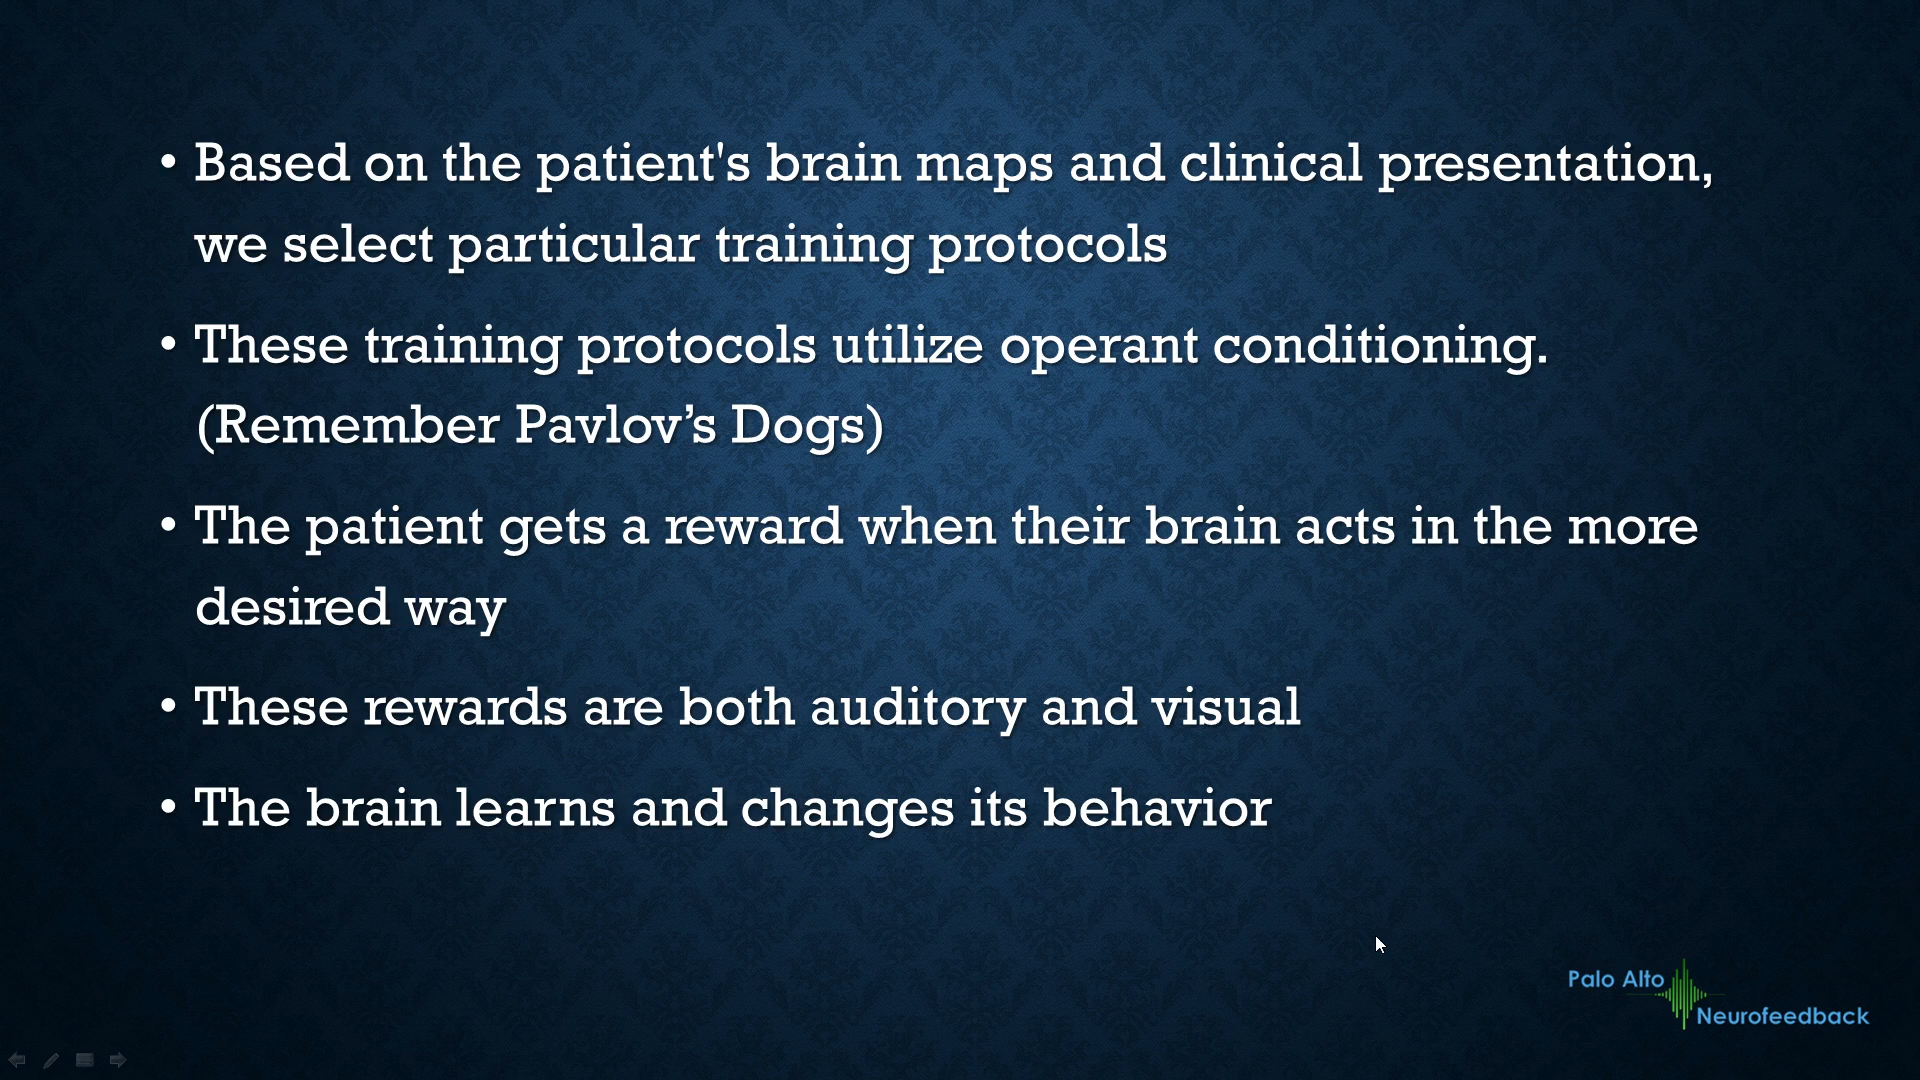 • Based on the patient's brain maps and clinical presentation,
we select particular training protocols
• These training protocols utilize operant conditioning.
(Remember Pavlov’s Dogs)
• The patient gets a reward when their brain acts in the more
desired way
• These rewards are both auditory and visual
• The brain learns and changes its behavior
Palo Alto
Neurofeedback